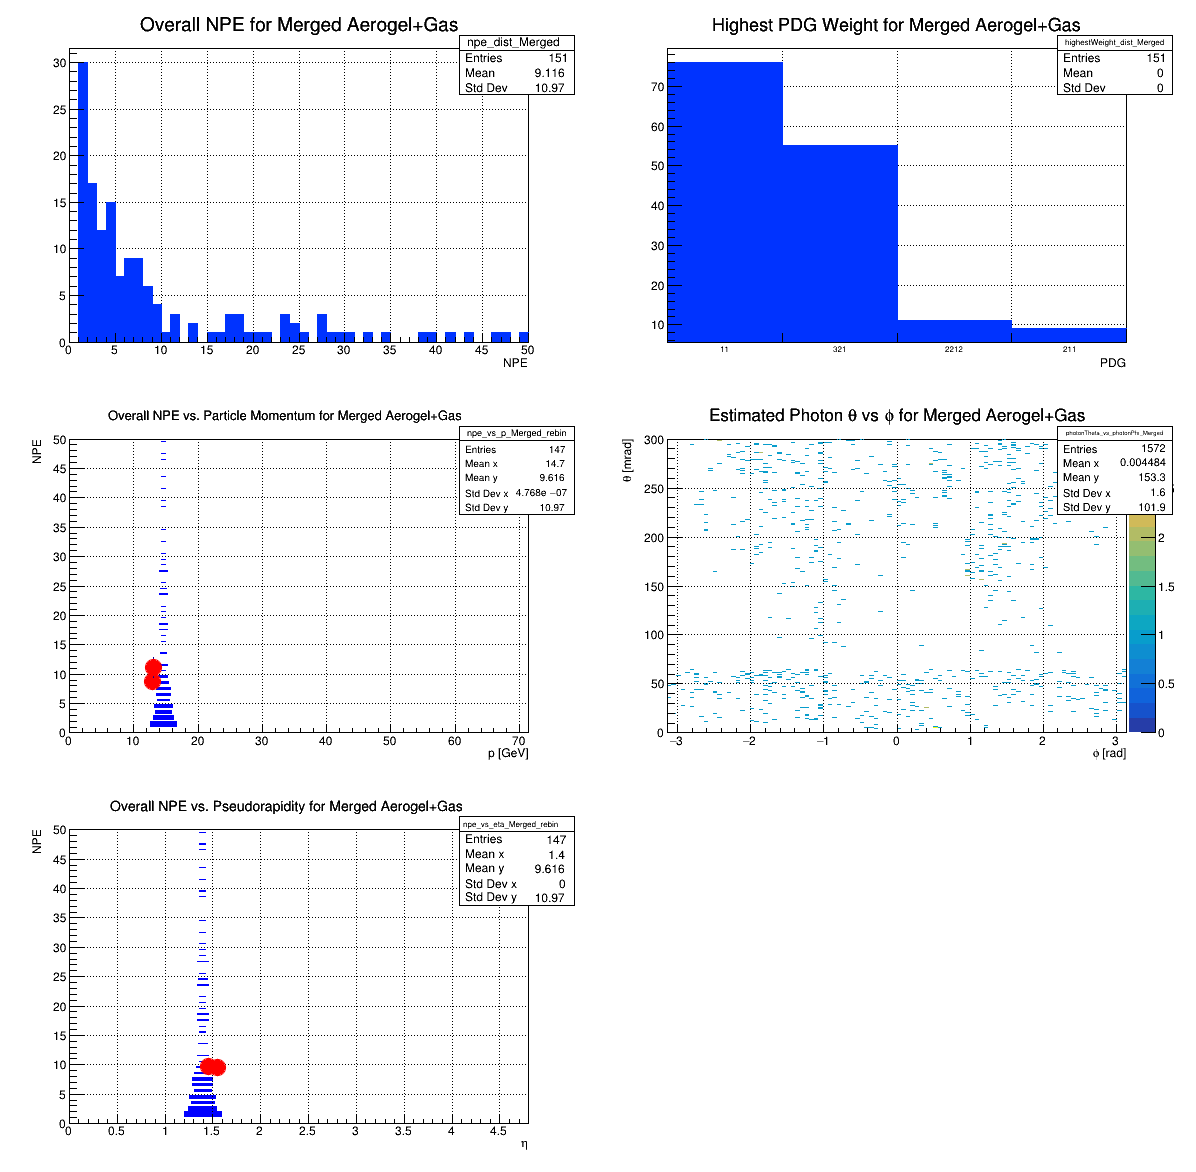 Overall NPE for Merged Aerogel+Gas
npe_dist_Merged
Entries 151
Mean 9.116
Std Dev 10.97
30
25
20
15
10
5
0
0 5 10 15 20 25 30 35 40 45 50
NPE
Highest PDG Weight for Merged Aerogel+Gas
highestWeight_dist_Merged
Entries 151
Mean 0
Std Dev 0
70
60
50
40
30
20
10
11 321 2212 211
PDG
Overall NPE vs. Particle Momentum for Merged Aerogel+Gas
npe_vs_p_Merged_rebin
Entries 147
Mean x 14.7
Mean y 9.616
Std Dev x 4.768e −07
Std Dev y 10.97
NPE
50
45
40
35
30
25
20
15
10
5
0
0 10 20 30 40 50 60 70
p [GeV]
Estimated Photon θ vs ϕ for Merged Aerogel+Gas
photonTheta_vs_photonPhi_Merged
Entries 1572
Mean x 0.004484
Mean y 153.3
Std Dev x 1.6
Std Dev y 101.9
θ [mrad]
300
250
200
150
100
50
0
−3 −2 −1 0 1 2 3
ϕ [rad]
2
1.5
1
0.5
0
Overall NPE vs. Pseudorapidity for Merged Aerogel+Gas
npe_vs_eta_Merged_rebin
Entries 147
Mean x 1.4
Mean y 9.616
Std Dev x 0
Std Dev y 10.97
NPE
50
45
40
35
30
25
20
15
10
5
0
0 0.5 1 1.5 2 2.5 3 3.5 4 4.5
η